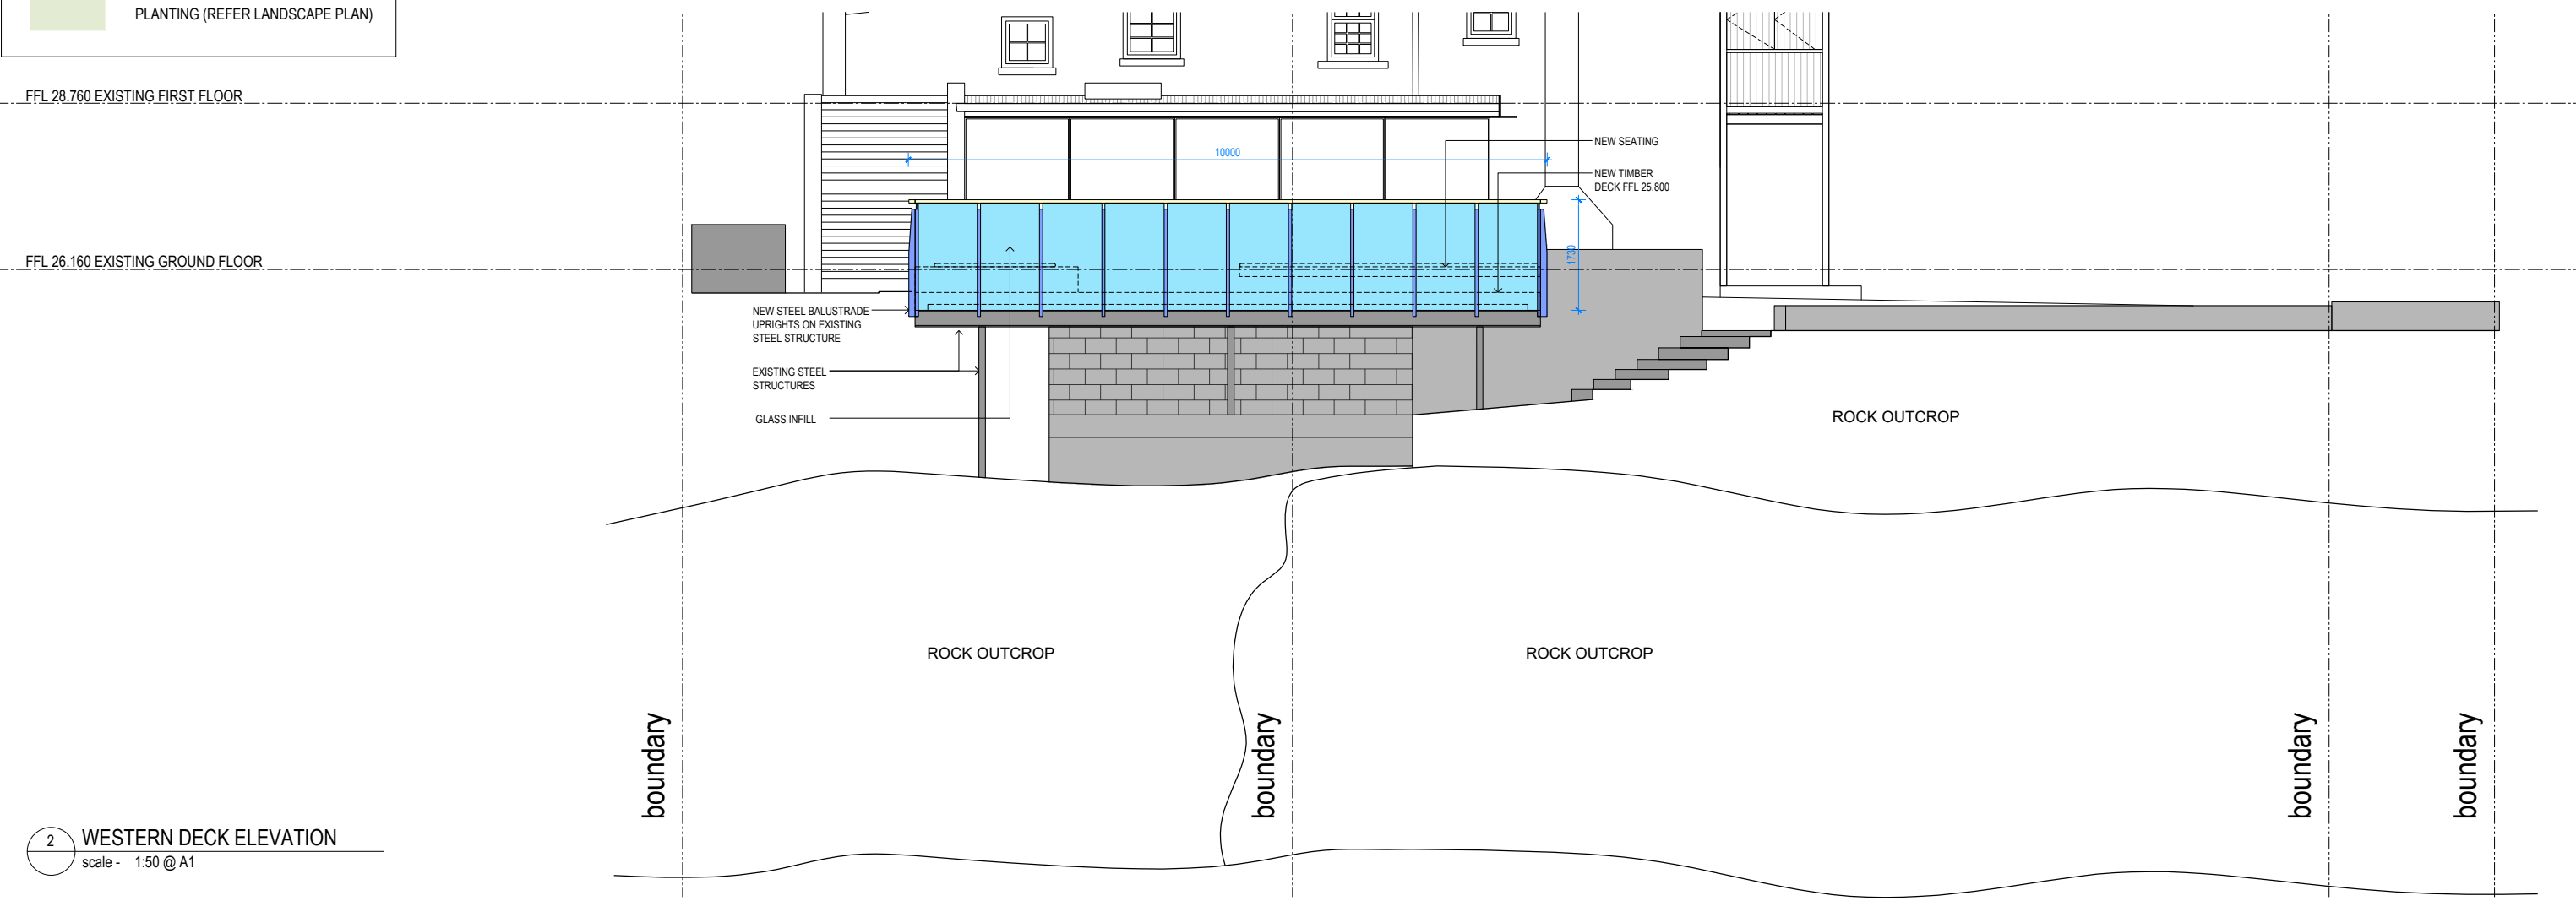 PLANTING (REFER LANDSCAPE PLAN)
FFL 28.760 EXISTING FIRST FLOOR
10000
NEW SEATING
NEW TIMBER
DECK FFL 25.800
1730
FFL 26.160 EXISTING GROUND FLOOR
NEW STEEL BALUSTRADE
UPRIGHTS ON EXISTING
STEEL STRUCTURE
EXISTING STEEL
STRUCTURES
GLASS INFILL
ROCK OUTCROP
ROCK OUTCROP
ROCK OUTCROP
boundary
boundary
boundary
boundary
2
WESTERN DECK ELEVATION
scale - 1:50 @ A1